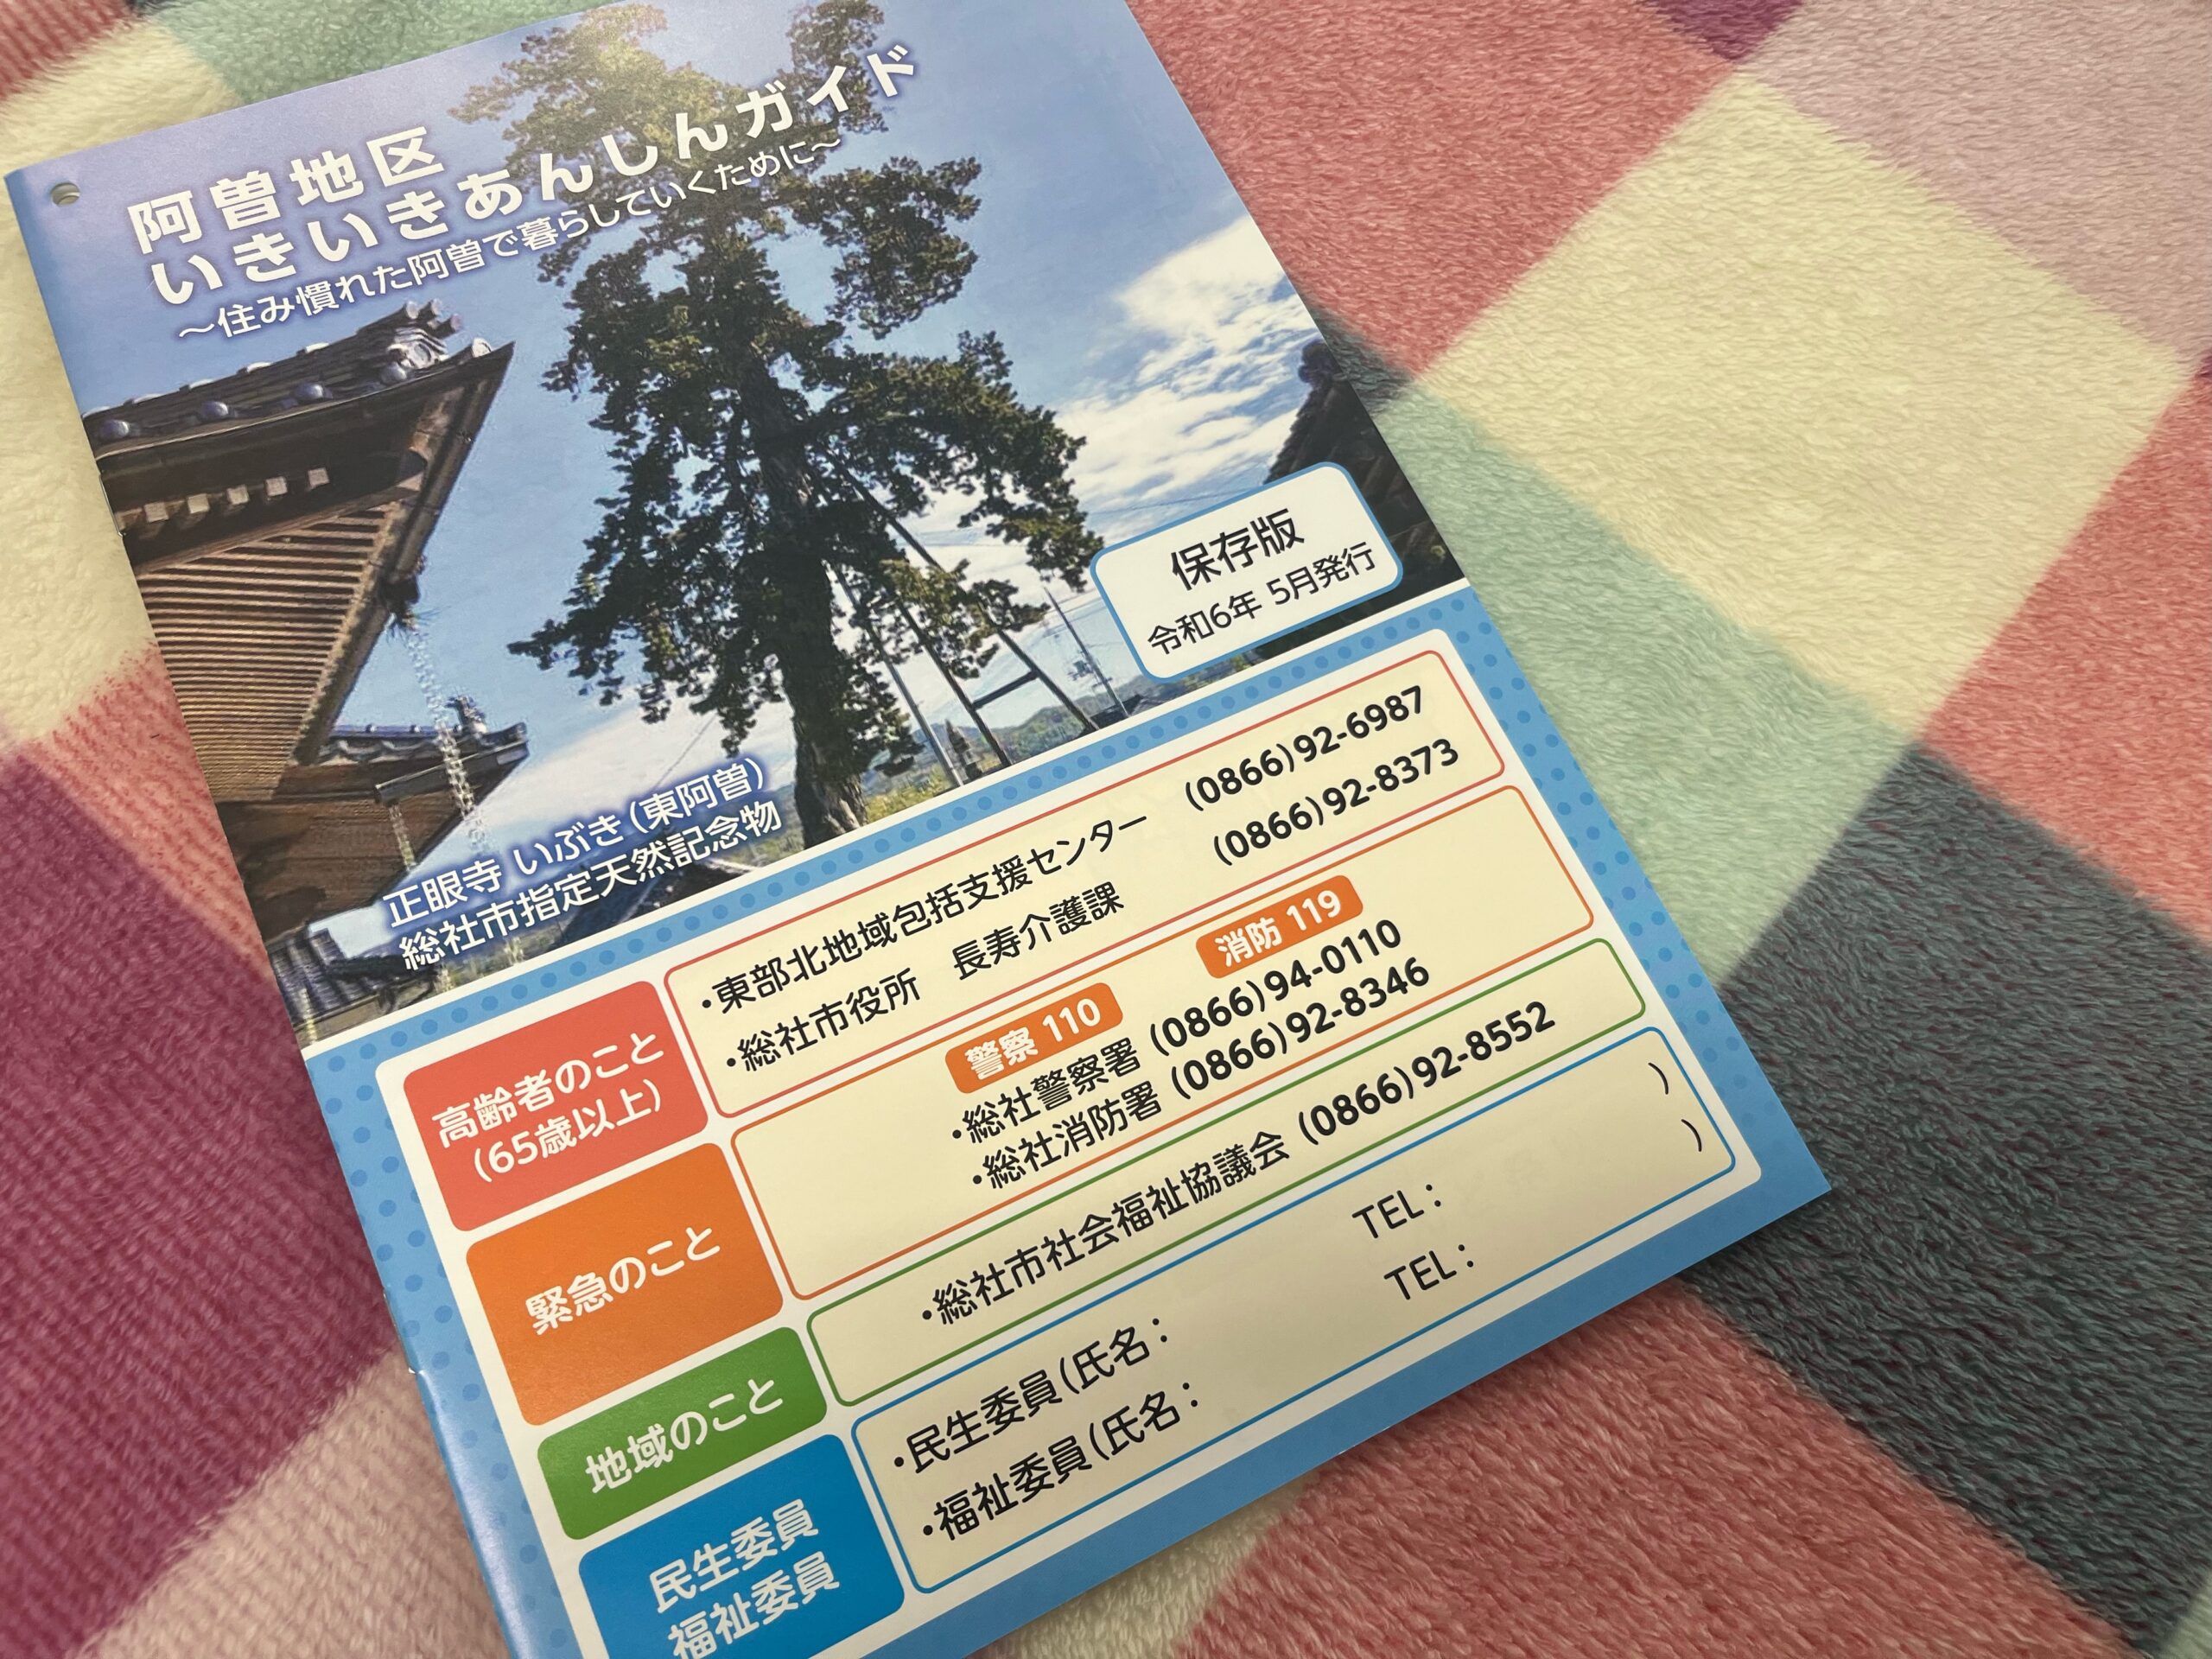 阿曽地区
いきいきあんしんガイド
～住み慣れた阿曽で暮らしていくために～
保存版
令和6年 5月発行
正眼寺 いぶき（東阿曽）
総社市指定天然記念物
高齢者のこと
（65歳以上）
・東部北地域包括支援センター (0866)92-6987
・総社市役所 長寿介護課 (0866)92-8373
緊急のこと
警察 110 消防 119
・総社警察署 (0866)94-0110
・総社消防署 (0866)92-8346
地域のこと
・総社市社会福祉協議会 (0866)92-8552
民生委員
福祉委員
・民生委員（氏名： TEL： ）
・福祉委員（氏名： TEL： ）